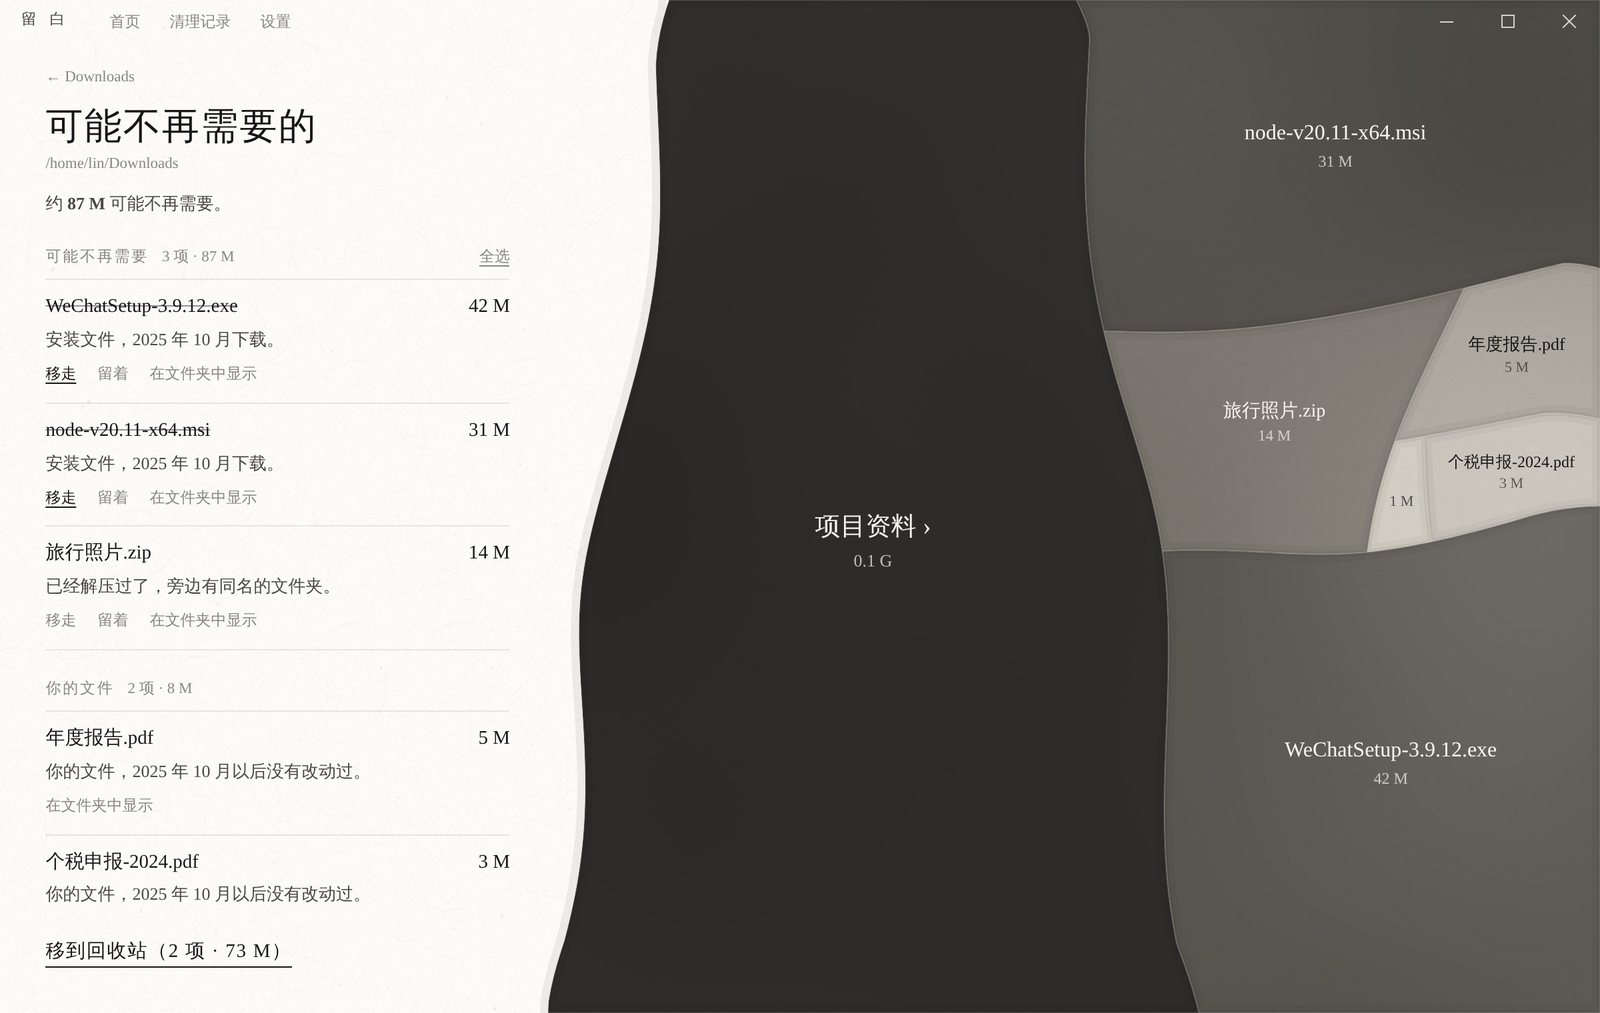 留 白 首页 清理记录 设置
← Downloads
可能不再需要的
/home/lin/Downloads
约 87 M 可能不再需要。
可能不再需要 3 项 · 87 M 全选
WeChatSetup-3.9.12.exe 42 M
安装文件，2025 年 10 月下载。
移走 留着 在文件夹中显示
node-v20.11-x64.msi 31 M
安装文件，2025 年 10 月下载。
移走 留着 在文件夹中显示
旅行照片.zip 14 M
已经解压过了，旁边有同名的文件夹。
移走 留着 在文件夹中显示
你的文件 2 项 · 8 M
年度报告.pdf 5 M
你的文件，2025 年 10 月以后没有改动过。
在文件夹中显示
个税申报-2024.pdf 3 M
你的文件，2025 年 10 月以后没有改动过。
移到回收站（2 项 · 73 M）
项目资料 ›
0.1 G
node-v20.11-x64.msi
31 M
旅行照片.zip
14 M
年度报告.pdf
5 M
个税申报-2024.pdf
3 M
1 M
WeChatSetup-3.9.12.exe
42 M